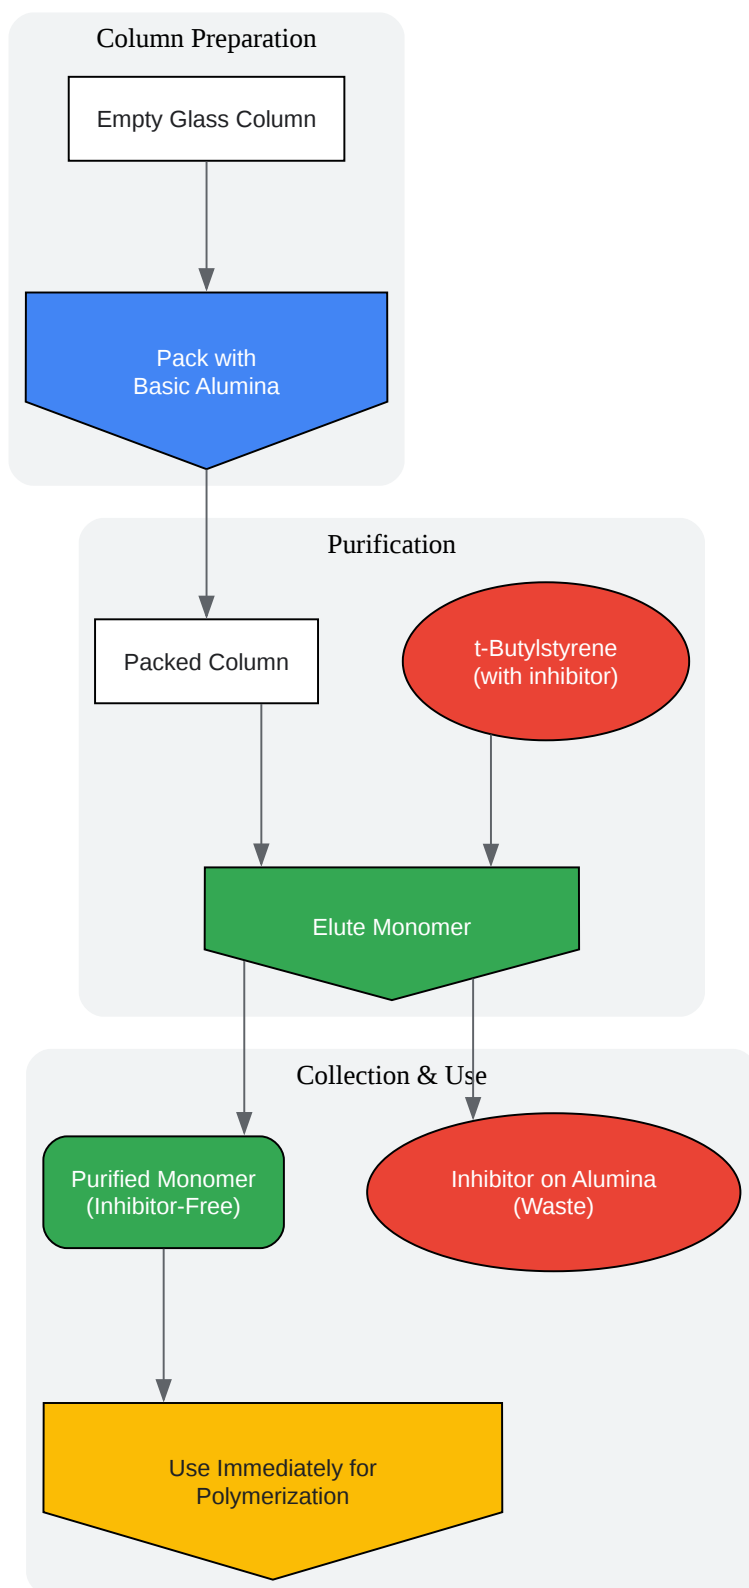 Column Preparation
Empty Glass Column
Pack with
Basic Alumina
Purification
Packed Column
t-Butylstyrene
(with inhibitor)
Elute Monomer
Collection & Use
Purified Monomer
(Inhibitor-Free)
Inhibitor on Alumina
(Waste)
Use Immediately for
Polymerization